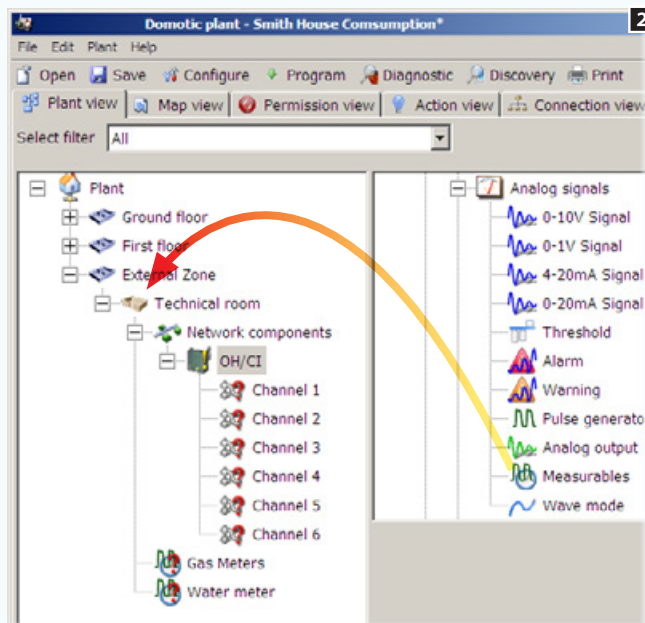 Domotic plant - Smith House Comsumption*
2
File Edit Plant Help
Open Save Configure Program Diagnostic Discovery Print
Plant view Map view Permission view Action view Connection view
Select filter All
Plant
Ground floor
First floor
External Zone
Technical room
Network components
OH/CI
Channel 1
Channel 2
Channel 3
Channel 4
Channel 5
Channel 6
Gas Meters
Water meter
Analog signals
0-10V Signal
0-1V Signal
4-20mA Signal
0-20mA Signal
Threshold
Alarm
Warning
Pulse generato
Analog output
Measurables
Wave mode